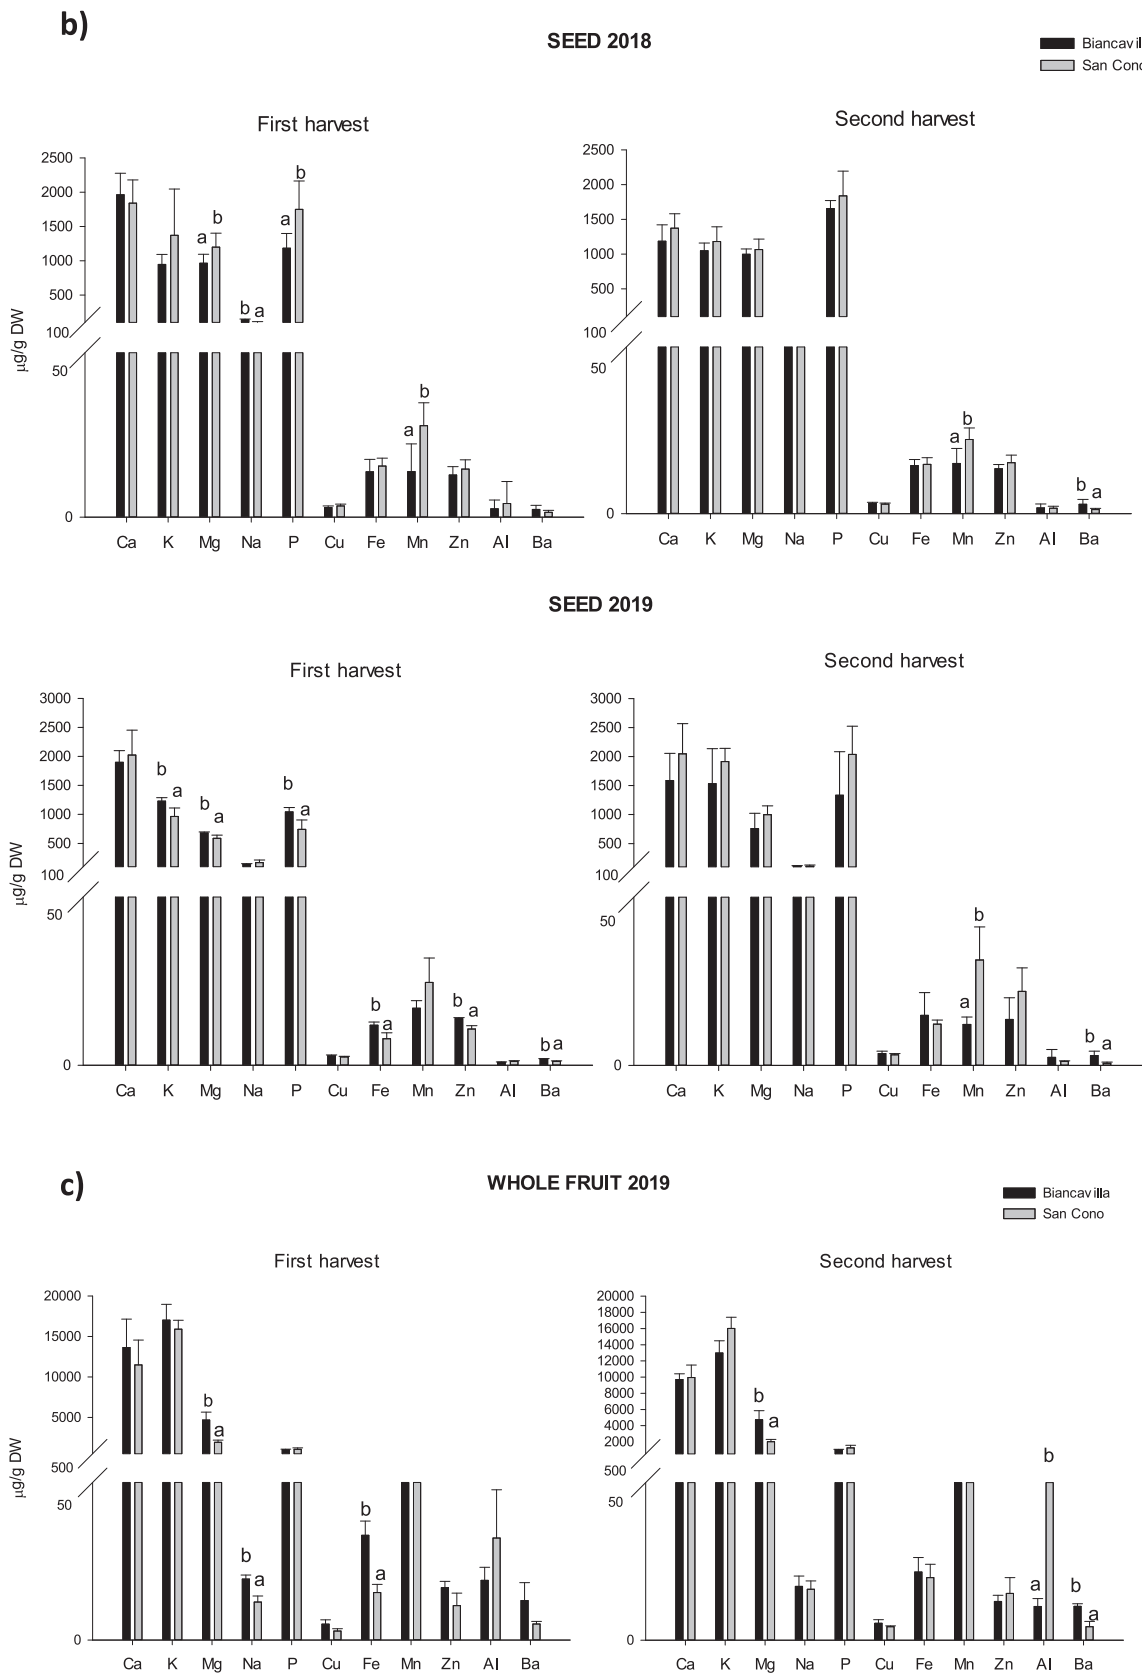 b)
SEED 2018
Biancavil
San Cono
First harvest
Second harvest
2500
2000
1500
1000
500
100
50
0
µg/g DW
b
a
b
a
b
a
b
a
Ca K Mg Na P Cu Fe Mn Zn Al Ba
2500
2000
1500
1000
500
100
50
0
a
b
b
a
Ca K Mg Na P Cu Fe Mn Zn Al Ba
SEED 2019
First harvest
Second harvest
3000
2500
2000
1500
1000
500
100
50
0
µg/g DW
b
a
b
a
b
a
b
a
b
a
b
a
Ca K Mg Na P Cu Fe Mn Zn Al Ba
3000
2500
2000
1500
1000
500
100
50
0
a
b
b
a
Ca K Mg Na P Cu Fe Mn Zn Al Ba
c)
WHOLE FRUIT 2019
Biancavilla
San Cono
First harvest
Second harvest
20000
15000
10000
5000
500
50
0
µg/g DW
b
a
b
a
b
a
Ca K Mg Na P Cu Fe Mn Zn Al Ba
20000
18000
16000
14000
12000
10000
8000
6000
4000
2000
500
50
0
b
a
b
a
b
a
Ca K Mg Na P Cu Fe Mn Zn Al Ba